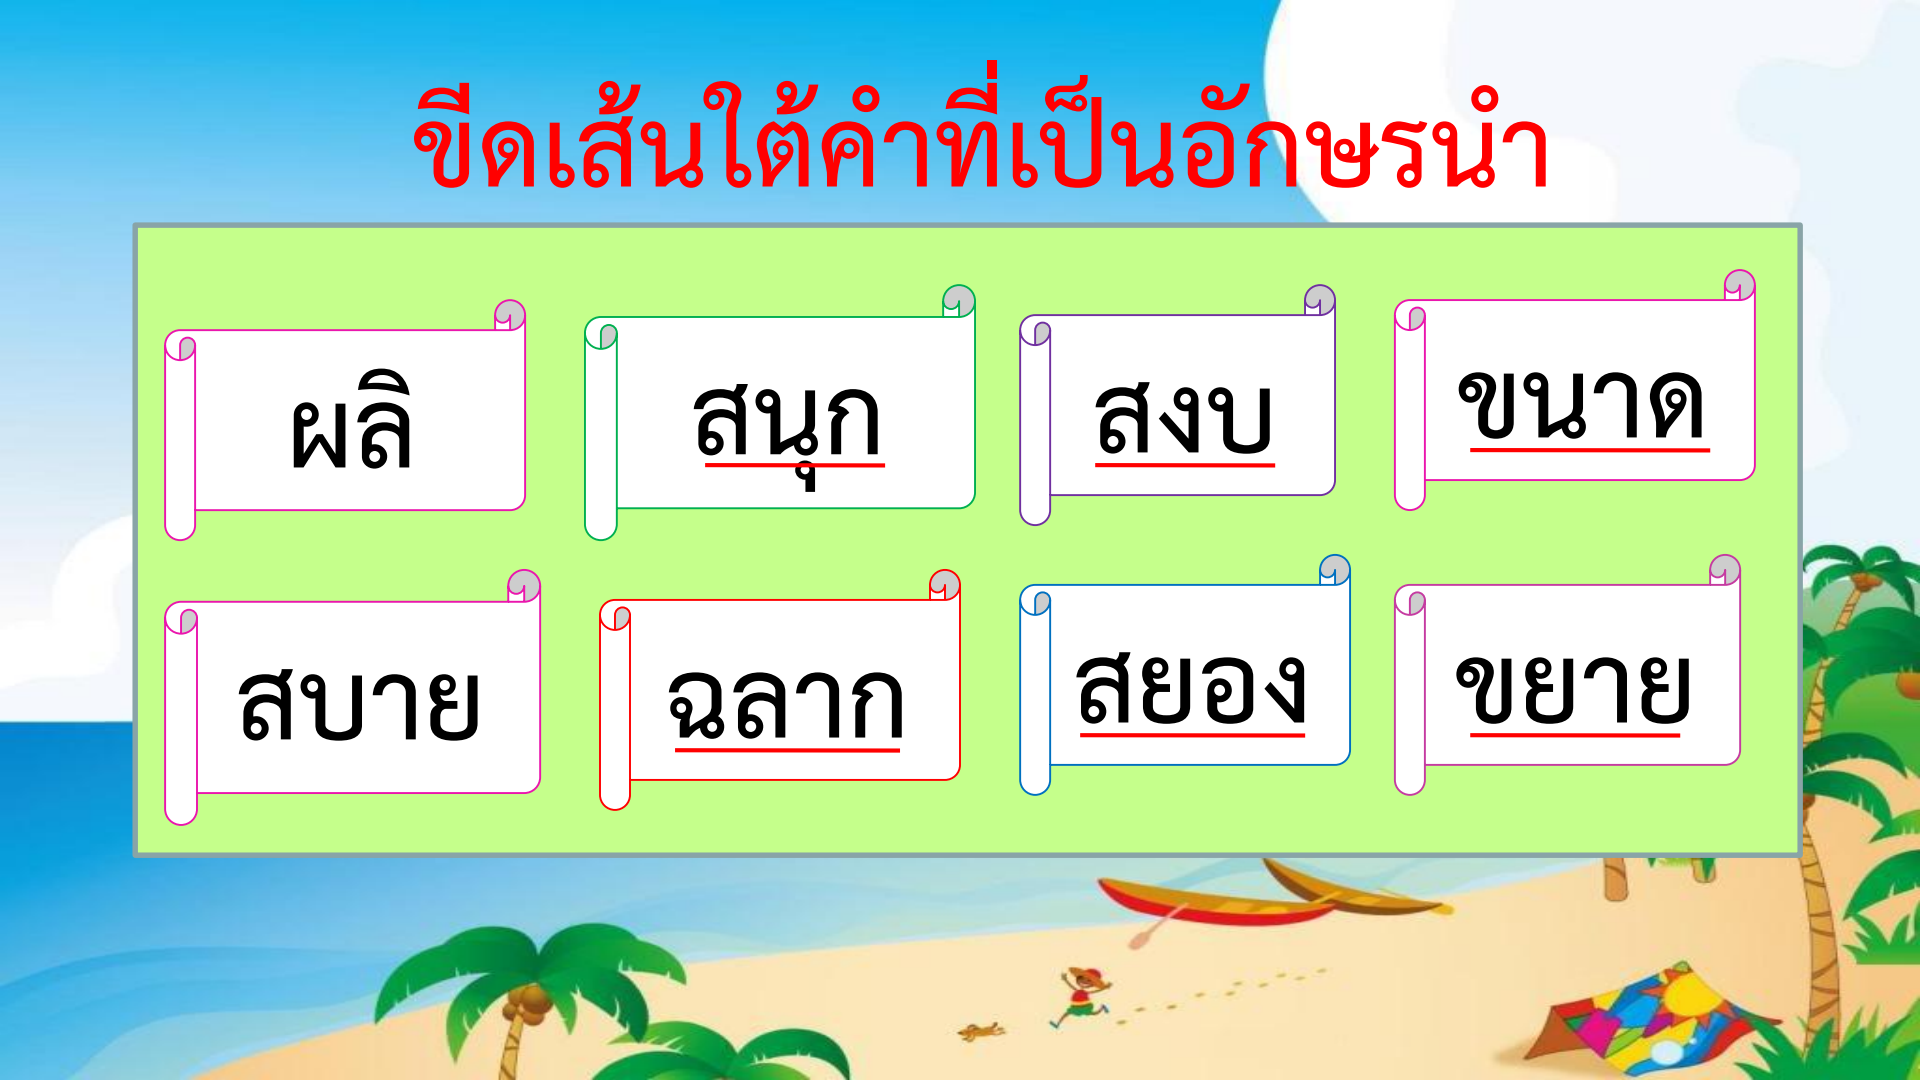 ขีดเส้นใต้คำที่เป็นอักษรนำ
ผลิ สนุก สงบ ขนาด
สบาย ฉลาก สยอง ขยาย